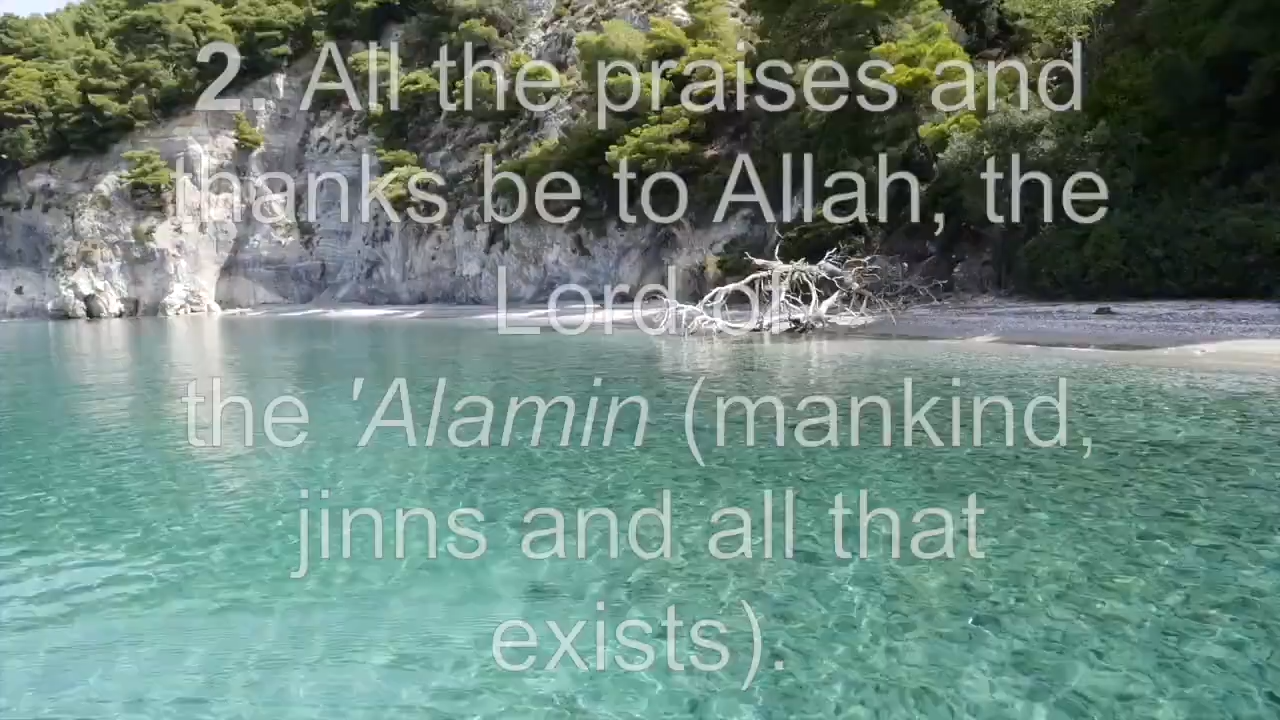 2. All the praises and
thanks be to Allah, the
Lord of
the 'Alamin (mankind,
jinns and all that
exists).